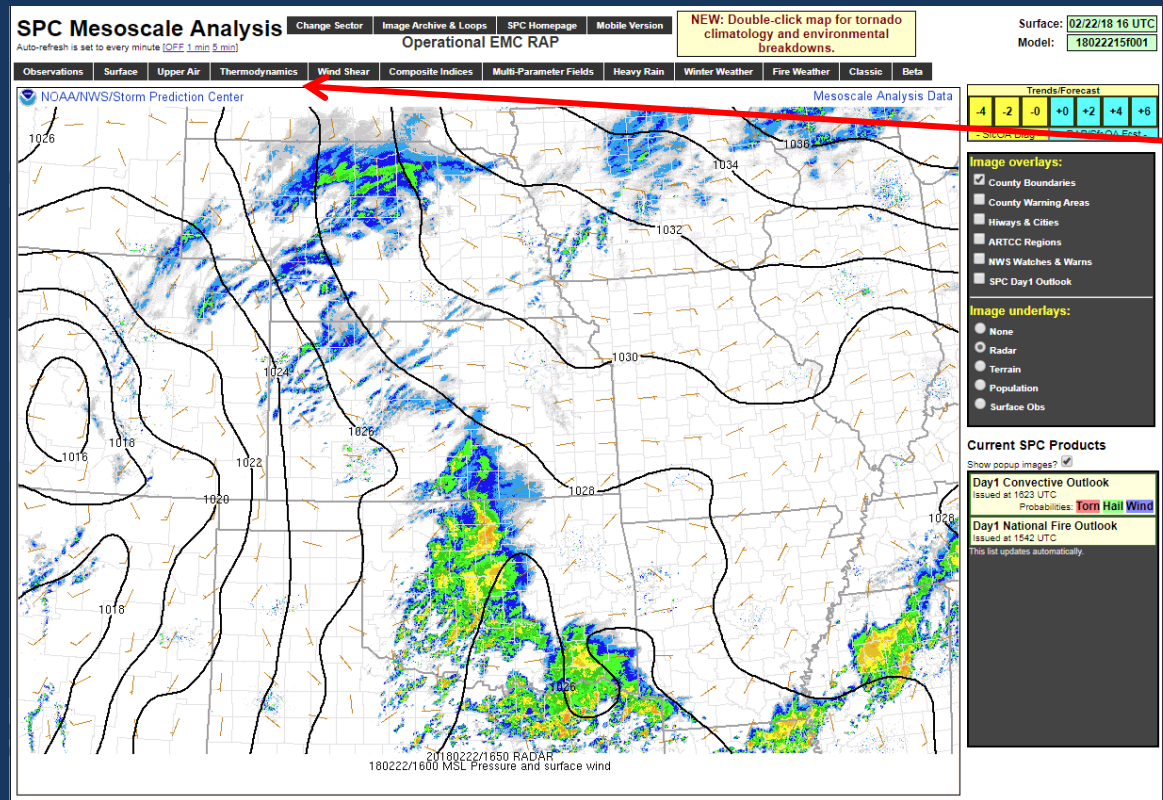 SPC Mesoscale Analysis
Change Sector
Image Archive & Loops
SPC Homepage
Mobile Version
Auto-refresh is set to every minute [OFF 1 min 5 min]
Operational EMC RAP
NEW: Double-click map for tornado
climatology and environmental
breakdowns.
Surface: 02/22/18 16 UTC
Model: 18022215f001
Observations
Surface
Upper Air
Thermodynamics
Wind Shear
Composite Indices
Multi-Parameter Fields
Heavy Rain
Winter Weather
Fire Weather
Classic
Beta
NOAA/NWS/Storm Prediction Center
Mesoscale Analysis Data
1026
1034
1036
1032
1030
1024
1026
1018
1016
1022
1020
1028
1028
1018
1026
20180222/1650 RADAR
180222/1600 MSL Pressure and surface wind
Trends/Forecast
-4 -2 -0 +0 +2 +4 +6
Image overlays:
County Boundaries
County Warning Areas
Hiways & Cities
ARTCC Regions
NWS Watches & Warns
SPC Day1 Outlook
Image underlays:
None
Radar
Terrain
Population
Surface Obs
Current SPC Products
Show popup images?
Day1 Convective Outlook
Issued at 1623 UTC
Probabilities: Torn Hail Wind
Day1 National Fire Outlook
Issued at 1542 UTC
This list updates automatically.